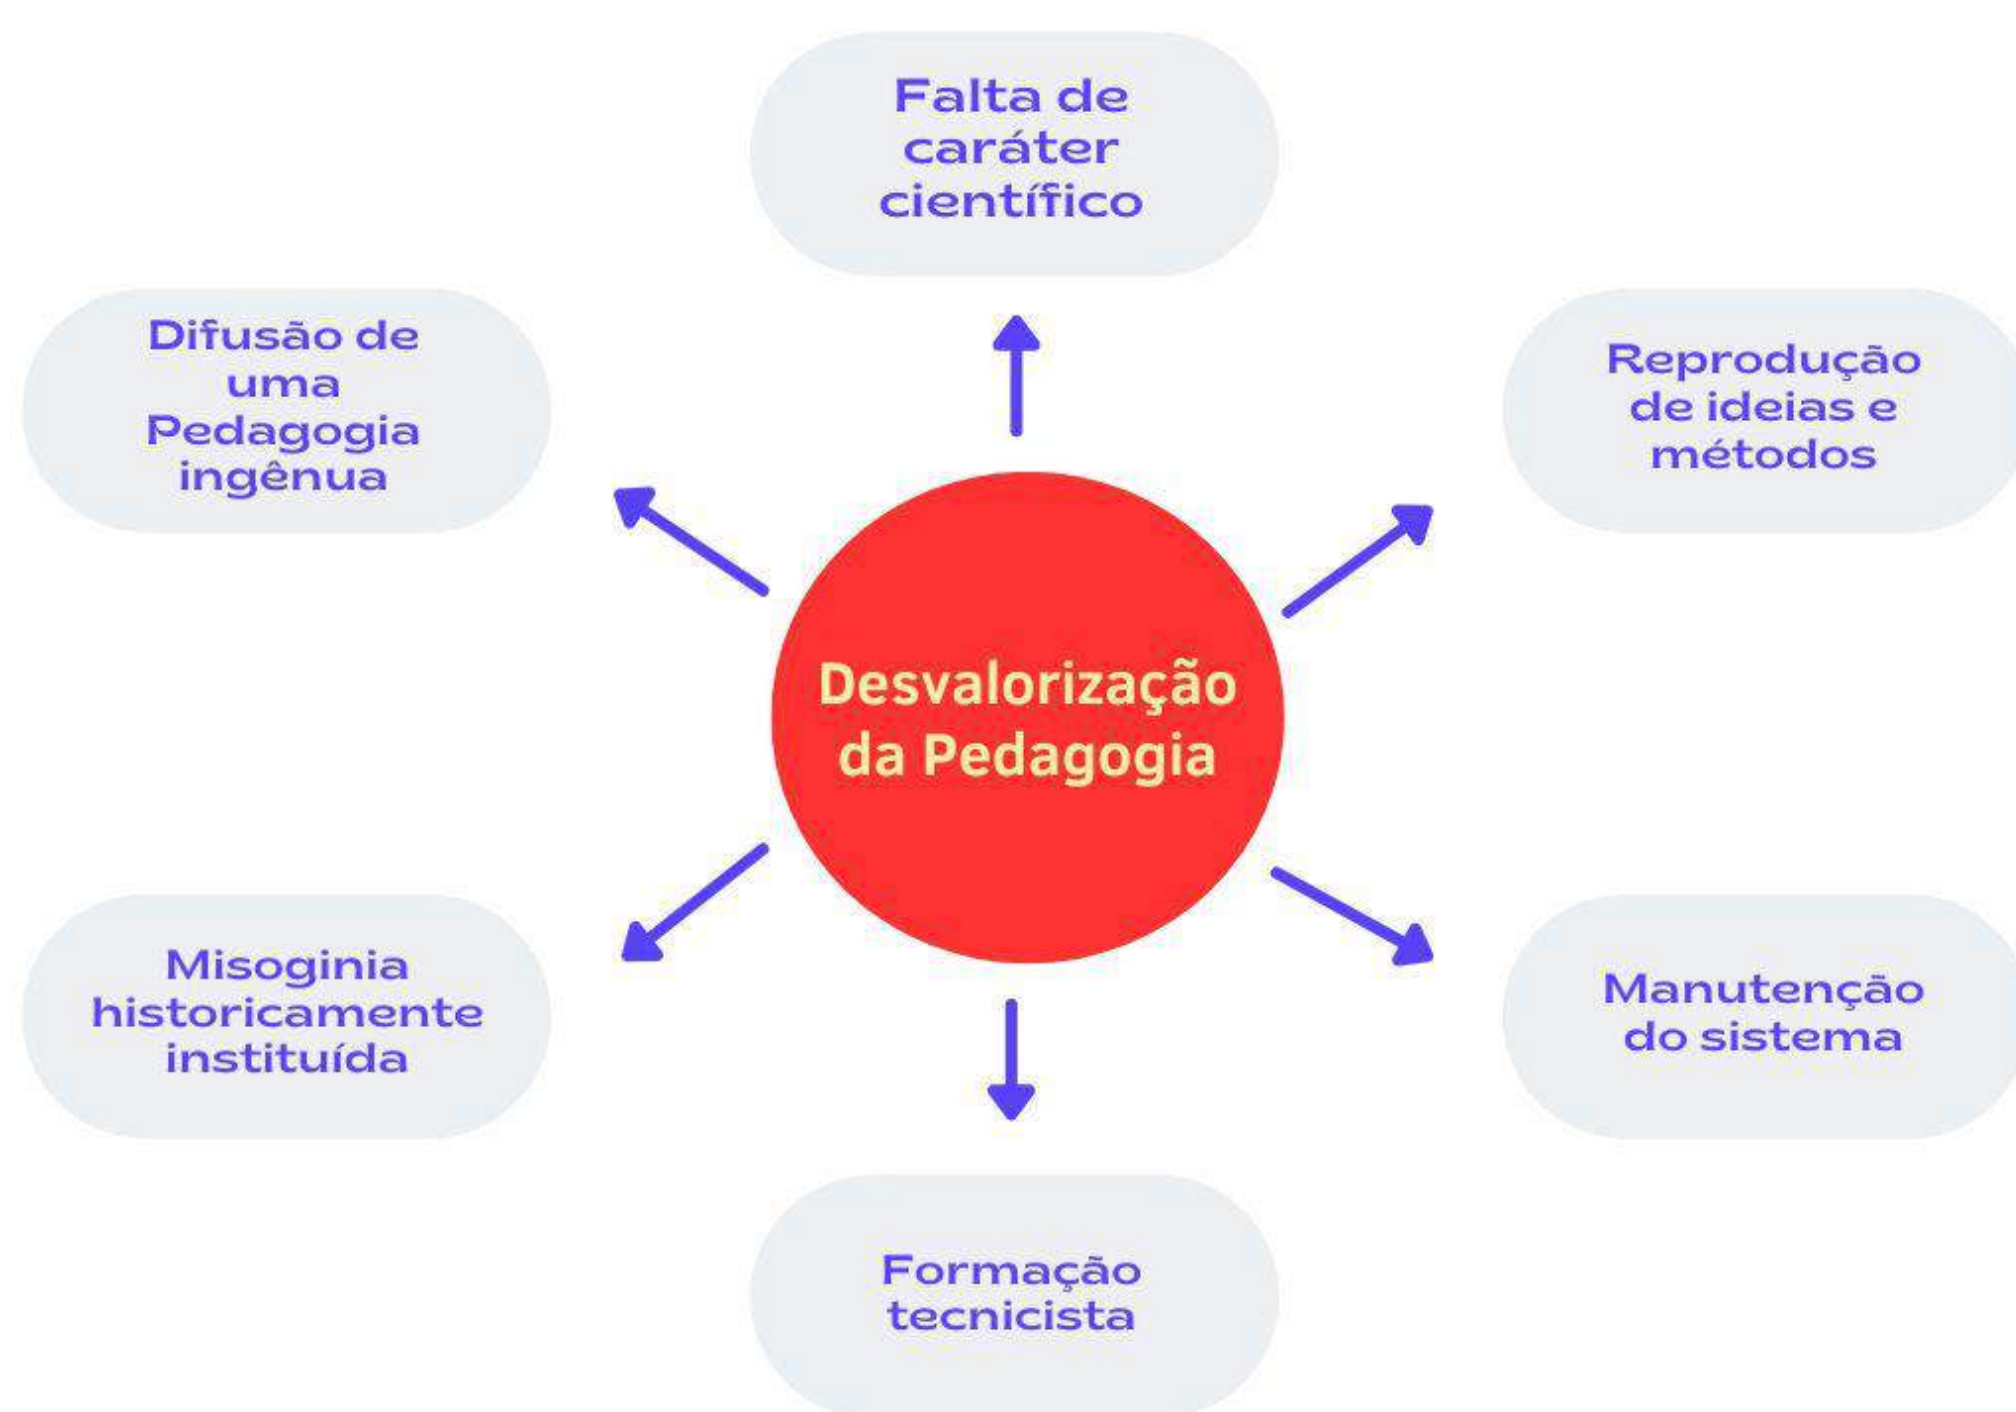 Falta de
caráter
científico
Difusão de
uma
Pedagogia
ingênua
Reprodução
de ideias e
métodos
Desvalorização
da Pedagogia
Misoginia
historicamente
instituída
Manutenção
do sistema
Formação
tecnicista